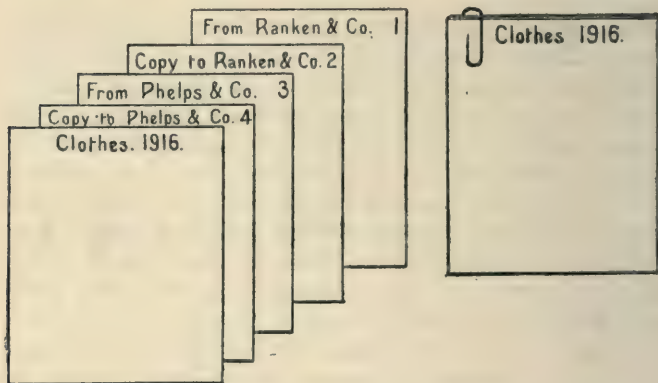 From Ranken & Co. 1
Copy to Ranken & Co. 2
From Phelps & Co. 3
Copy to Phelps & Co. 4
Clothes. 1916.
Clothes 1916.